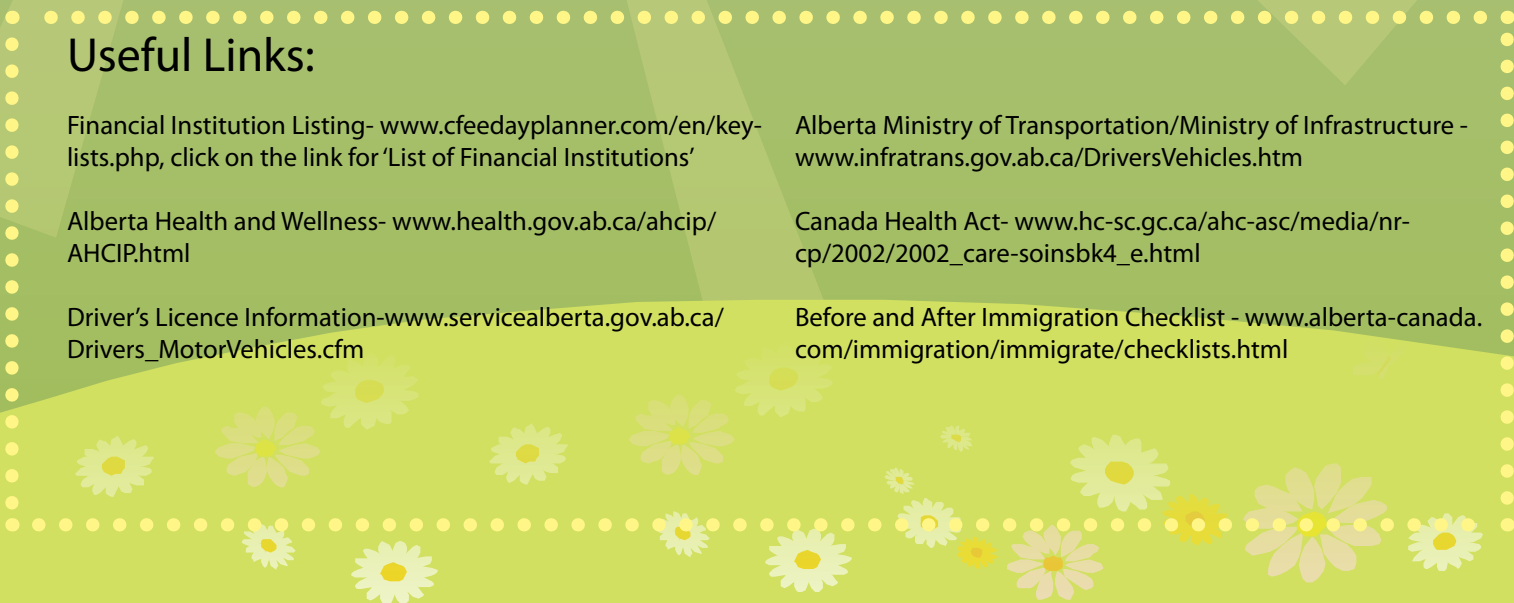 Useful Links:
Financial Institution Listing- www.cfeedayplanner.com/en/key-
lists.php, click on the link for ‘List of Financial Institutions’
Alberta Health and Wellness- www.health.gov.ab.ca/ahcip/
AHCIP.html
Driver’s Licence Information-www.servicealberta.gov.ab.ca/
Drivers_MotorVehicles.cfm
Alberta Ministry of Transportation/Ministry of Infrastructure -
www.infratrans.gov.ab.ca/DriversVehicles.htm
Canada Health Act- www.hc-sc.gc.ca/ahc-asc/media/nr-
cp/2002/2002_care-soinsbk4_e.html
Before and After Immigration Checklist - www.alberta-canada.
com/immigration/immigrate/checklists.html